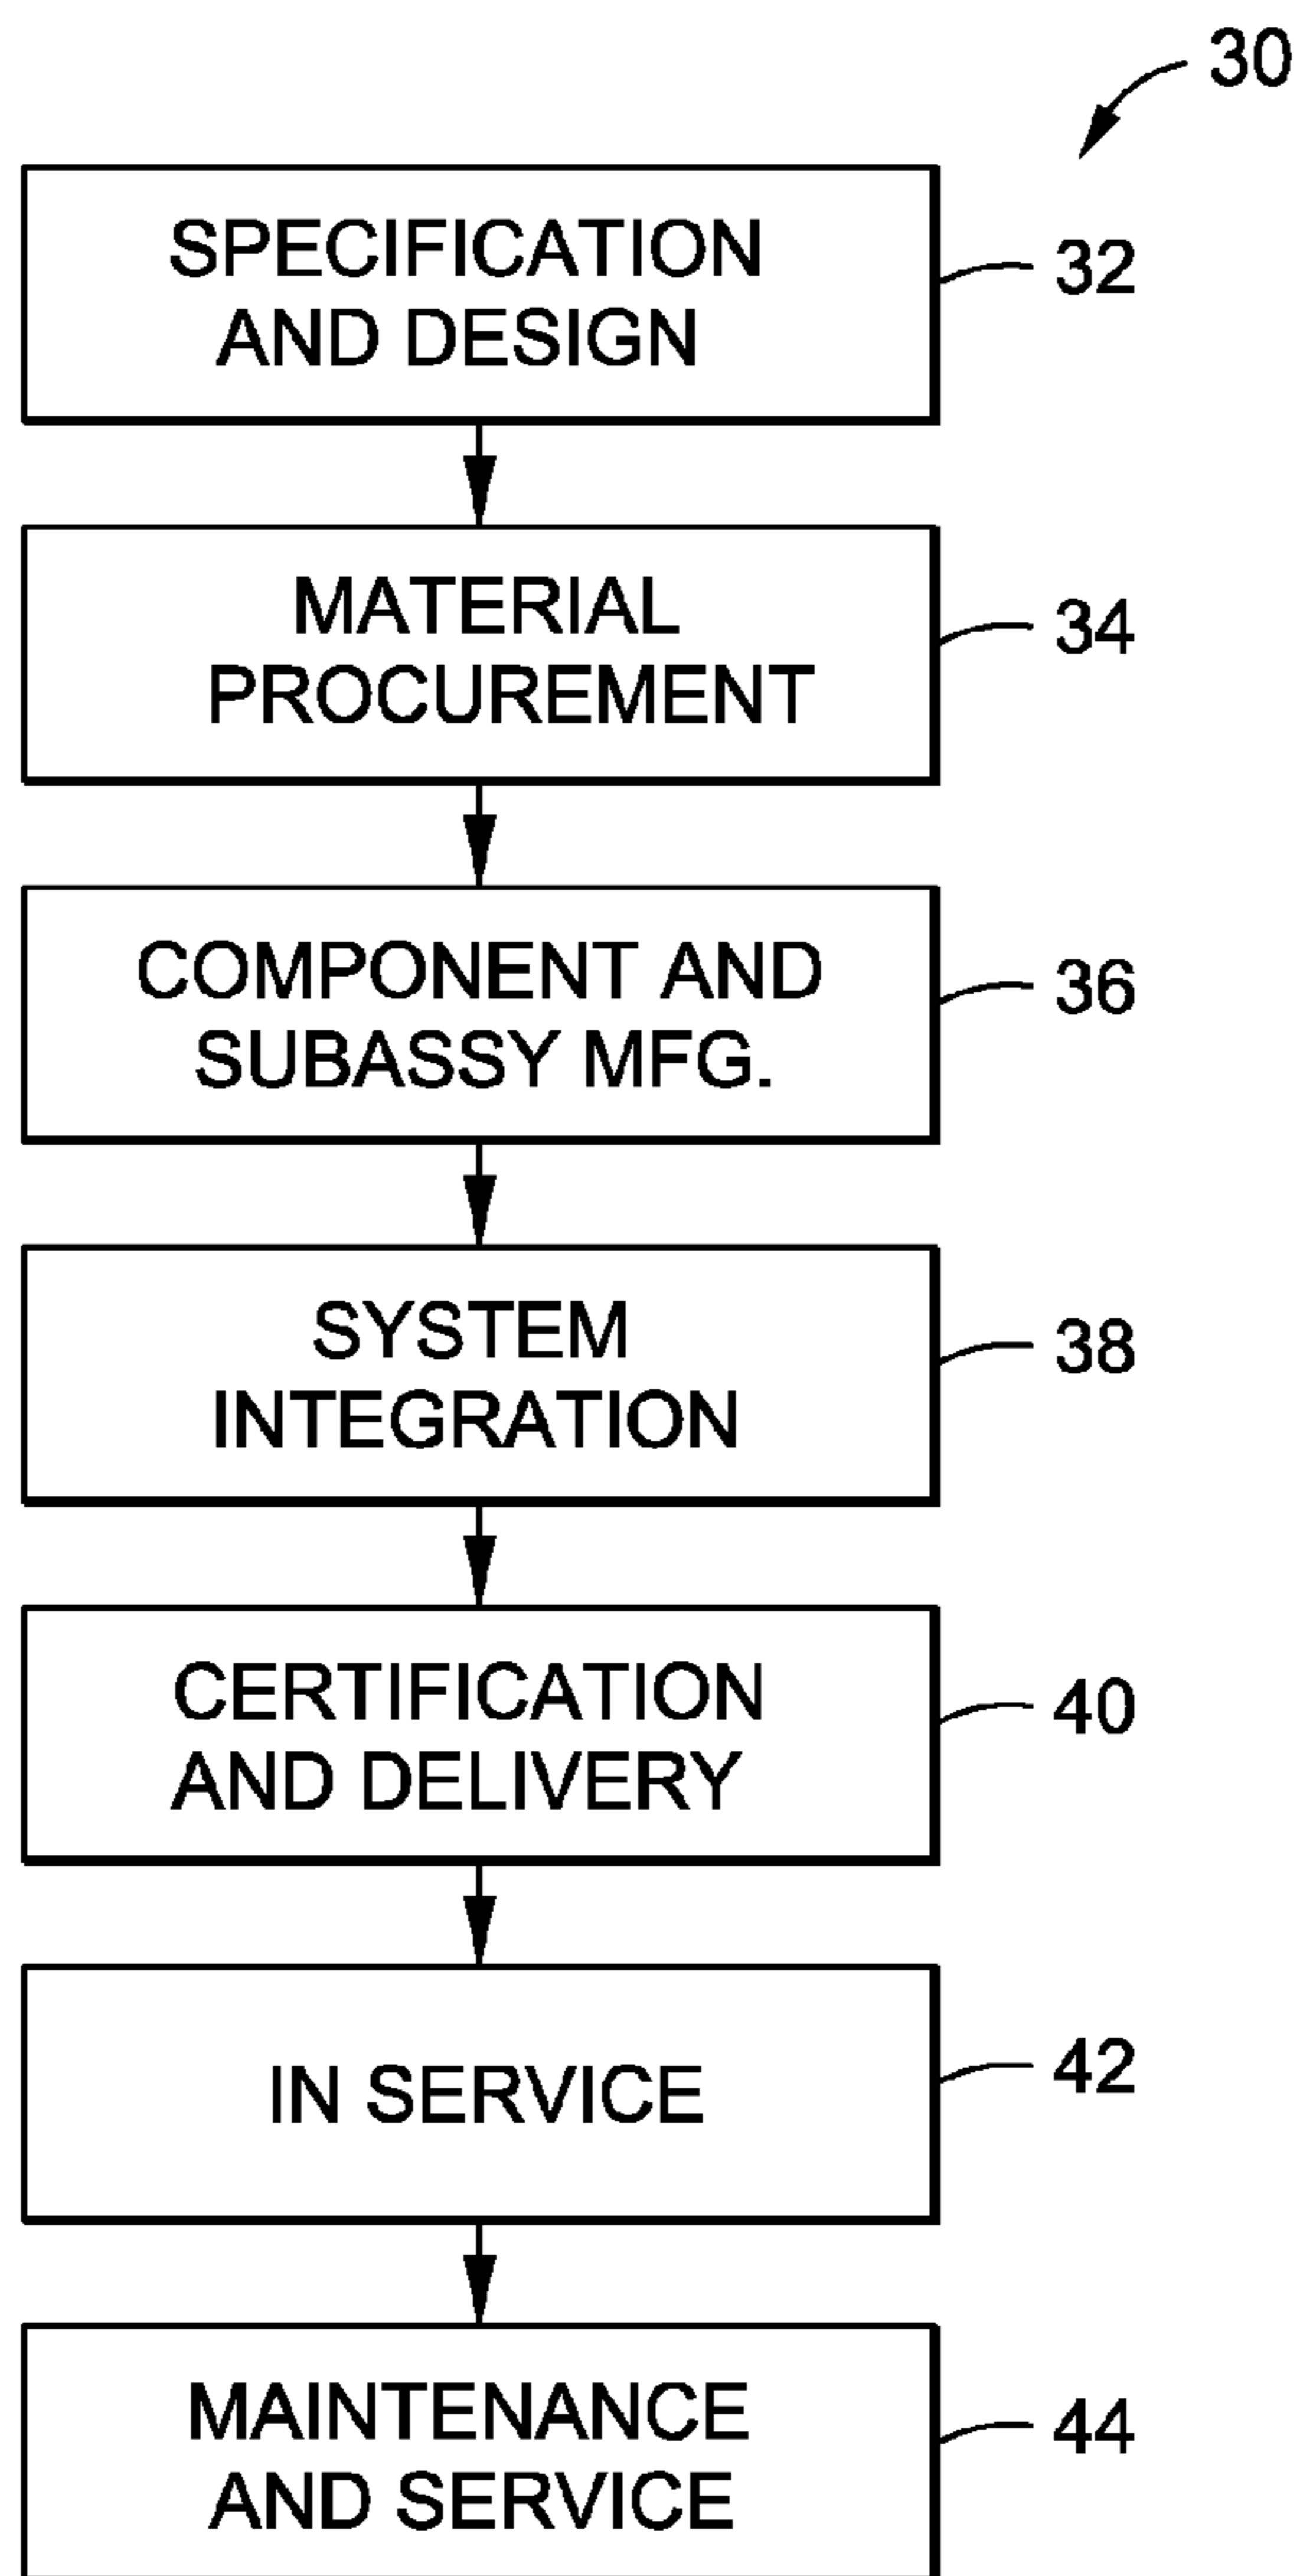 30
SPECIFICATION
AND DESIGN
32
MATERIAL
PROCUREMENT
34
COMPONENT AND
SUBASSY MFG.
36
SYSTEM
INTEGRATION
38
CERTIFICATION
AND DELIVERY
40
IN SERVICE
42
MAINTENANCE
AND SERVICE
44